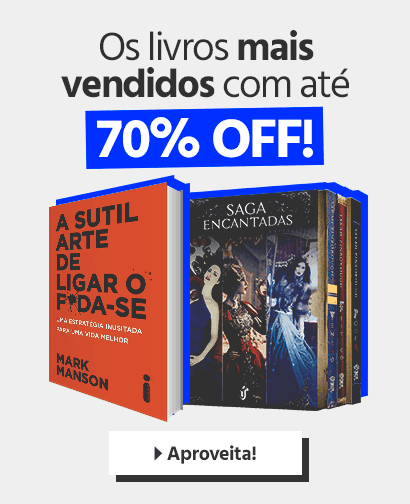 Os livros mais
vendidos com até
70% OFF!
A SUTIL
ARTE
DE
LIGAR O
F*DA-SE
UMA ESTRATÉGIA INUSITADA
PARA UMA VIDA MELHOR
MARK
MANSON
SAGA
ENCANTADAS
Aproveita!